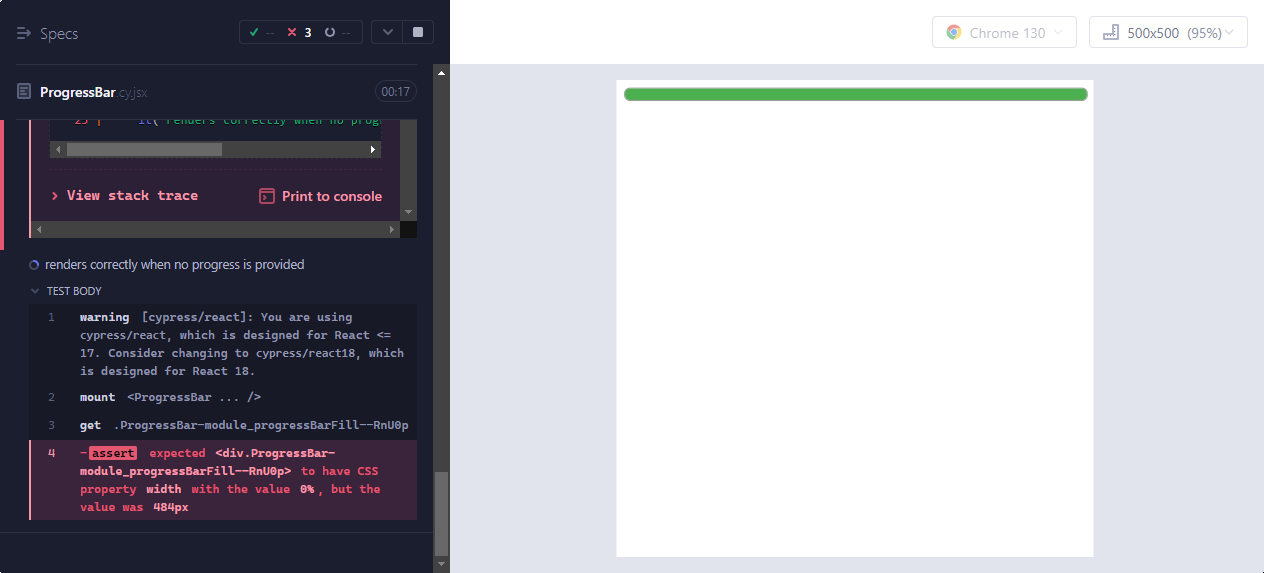 Specs
-- 3 --
Chrome 130
500x500 (95%)
ProgressBar.cy.jsx
00:17
25 | it('renders correctly when no prog
View stack trace
Print to console
renders correctly when no progress is provided
TEST BODY
1 warning [cypress/react]: You are using
cypress/react, which is designed for React <=
17. Consider changing to cypress/react18, which
is designed for React 18.
2 mount <ProgressBar ... />
3 get .ProgressBar-module_progressBarFill--RnU0p
4 -assert expected <div.ProgressBar-
module_progressBarFill--RnU0p> to have CSS
property width with the value 0%, but the
value was 484px